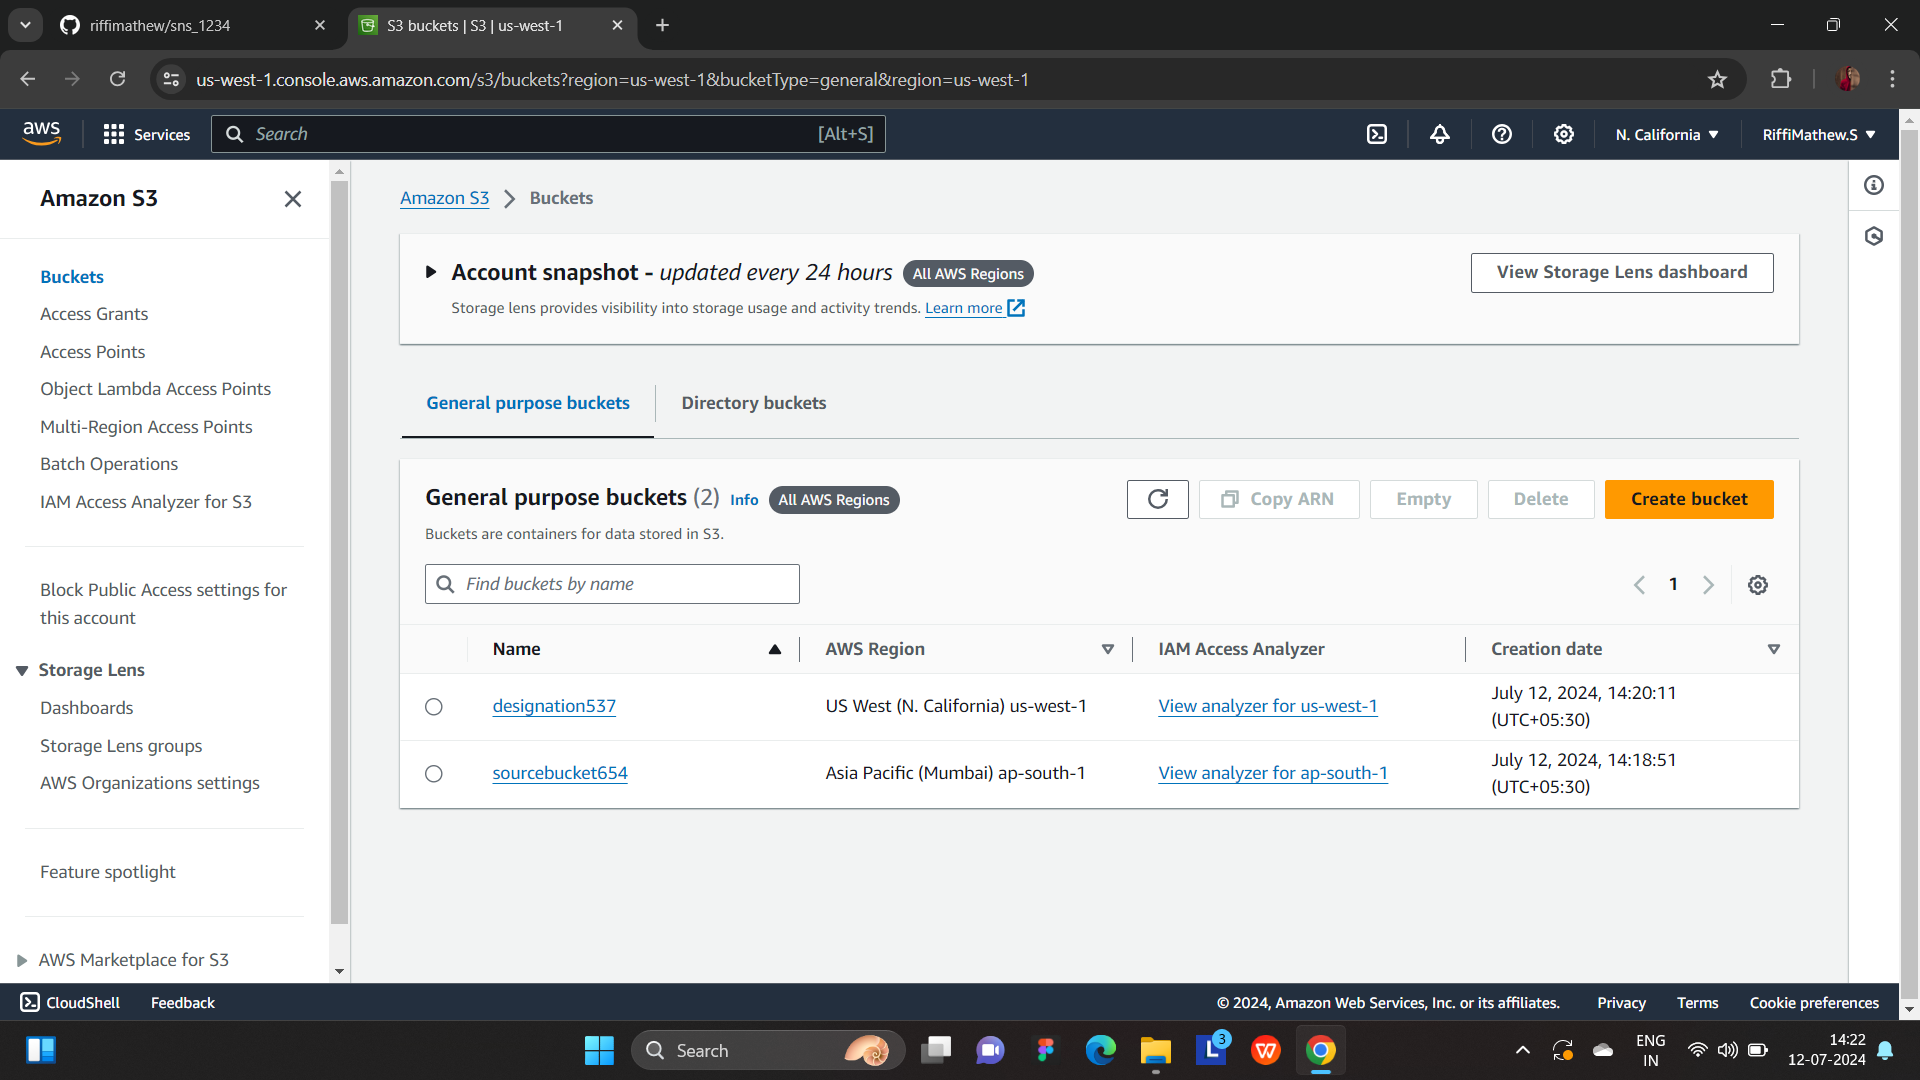 riffimathew/sns_1234
S3 buckets | S3 | us-west-1
us-west-1.console.aws.amazon.com/s3/buckets?region=us-west-1&bucketType=general&region=us-west-1
aws
Services
Search
[Alt+S]
N. California
RiffiMathew.S
Amazon S3
Buckets
Access Grants
Access Points
Object Lambda Access Points
Multi-Region Access Points
Batch Operations
IAM Access Analyzer for S3
Block Public Access settings for
this account
Storage Lens
Dashboards
Storage Lens groups
AWS Organizations settings
Feature spotlight
AWS Marketplace for S3
Amazon S3 Buckets
Account snapshot - updated every 24 hours All AWS Regions
View Storage Lens dashboard
Storage lens provides visibility into storage usage and activity trends. Learn more
General purpose buckets
Directory buckets
General purpose buckets (2) Info All AWS Regions
Copy ARN
Empty
Delete
Create bucket
Buckets are containers for data stored in S3.
Find buckets by name
1
Name AWS Region IAM Access Analyzer Creation date
designation537 US West (N. California) us-west-1 View analyzer for us-west-1 July 12, 2024, 14:20:11
(UTC+05:30)
sourcebucket654 Asia Pacific (Mumbai) ap-south-1 View analyzer for ap-south-1 July 12, 2024, 14:18:51
(UTC+05:30)
CloudShell Feedback
© 2024, Amazon Web Services, Inc. or its affiliates. Privacy Terms Cookie preferences
Search
L
3
W
ENG
IN
14:22
12-07-2024